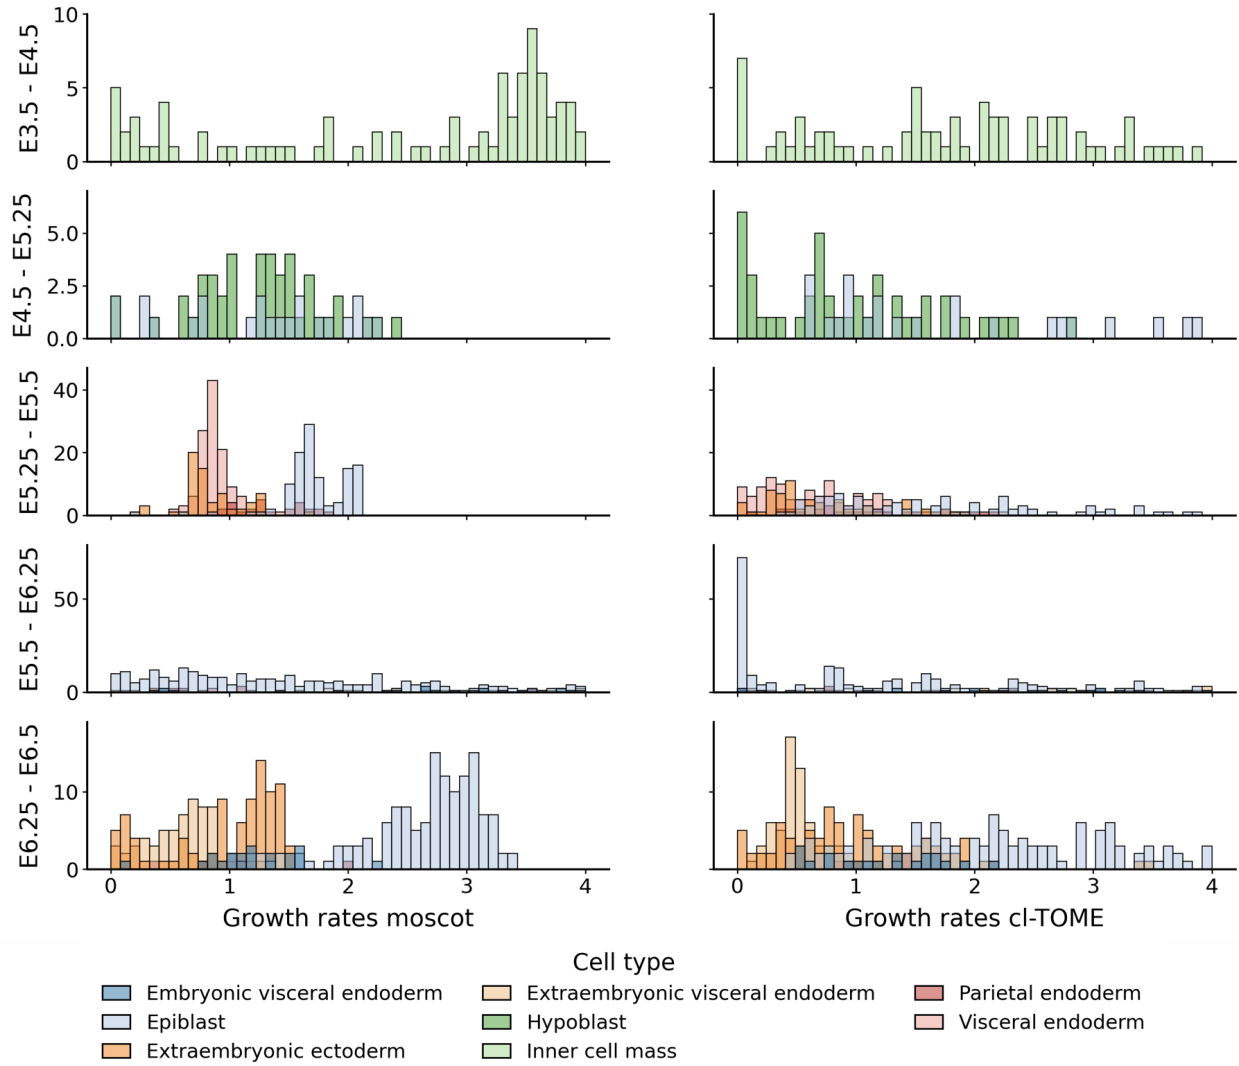 E3.5 - E4.5
10
5
0
E4.5 - E5.25
5.0
2.5
0.0
E5.25 - E5.5
40
20
0
E5.5 - E6.25
50
0
E6.25 - E6.5
10
0
0 1 2 3 4
0 1 2 3 4
Growth rates moscot
Growth rates cl-TOME
Cell type
Embryonic visceral endoderm
Extraembryonic visceral endoderm
Parietal endoderm
Epiblast
Hypoblast
Visceral endoderm
Extraembryonic ectoderm
Inner cell mass